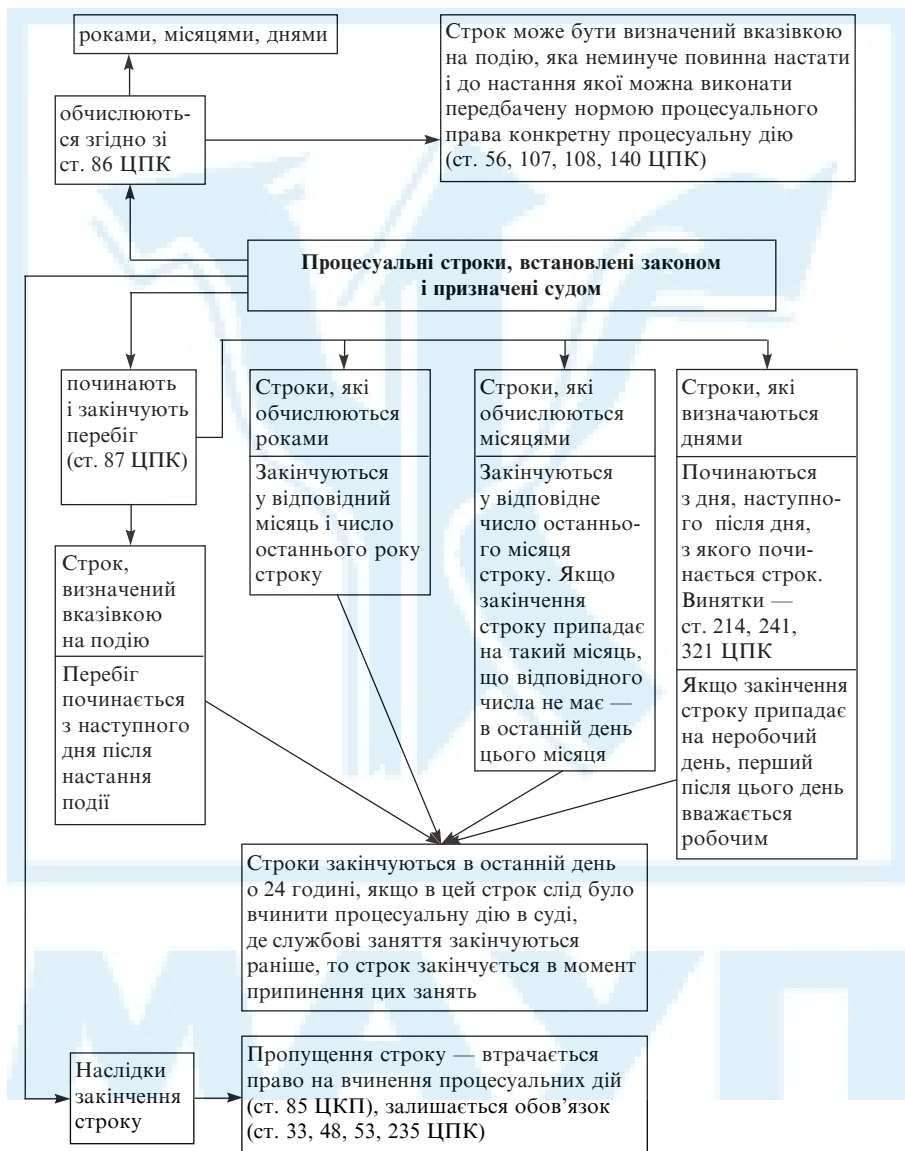 роками, місяцями, днями
Строк може бути визначений вказівкою
на подію, яка неминуче повинна настати
і до настання якої можна виконати
передбачену нормою процесуального
права конкретну процесуальну дію
(ст. 56, 107, 108, 140 ЦПК)
обчислюють-
ся згідно зі
ст. 86 ЦПК
Процесуальні строки, встановлені законом
і призначені судом
починають
і закінчують
перебіг
(ст. 87 ЦПК)
Строки, які
обчислюються
роками
Закінчуються
у відповідний
місяць і число
останнього року
строку
Строки, які
обчислюються
місяцями
Закінчуються
у відповідне
число останньо-
го місяця
строку. Якщо
закінчення
строку припадає
на такий місяць,
що відповідного
числа не має —
в останній день
цього місяця
Строки, які
визначаються
днями
Починаються
з дня, наступно-
го після дня,
з якого почи-
нається строк.
Винятки —
ст. 214, 241,
321 ЦПК
Якщо закінчення
строку припадає
на неробочий
день, перший
після цього день
вважається
робочим
Строк,
визначений
вказівкою
на подію
Перебіг
починається
з наступного
дня після
настання
події
Строки закінчуються в останній день
о 24 годині, якщо в цей строк слід було
вчинити процесуальну дію в суді,
де службові заняття закінчуються
раніше, то строк закінчується в момент
припинення цих занять
Наслідки
закінчення
строку
Пропущення строку — втрачається
право на вчинення процесуальних дій
(ст. 85 ЦКП), залишається обов'язок
(ст. 33, 48, 53, 235 ЦПК)
МАУП